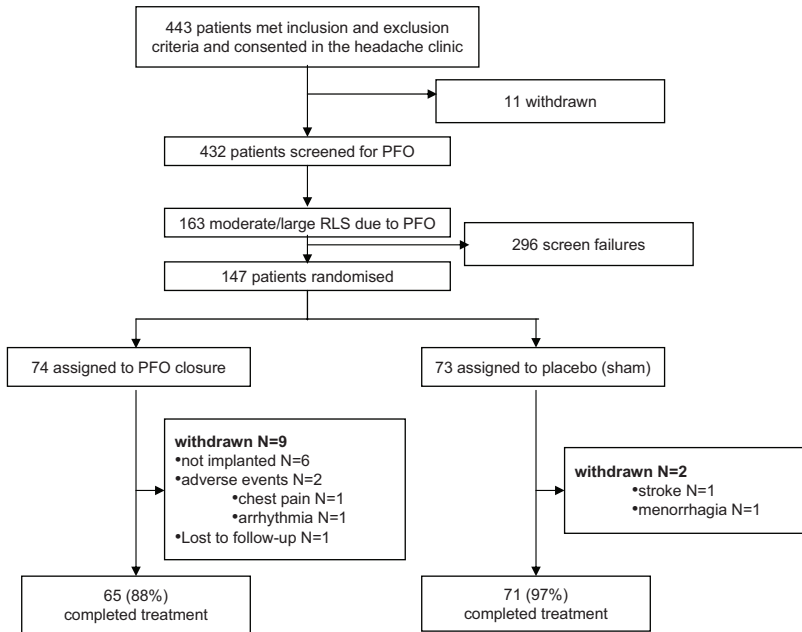 443 patients met inclusion and exclusion
criteria and consented in the headache clinic
11 withdrawn
432 patients screened for PFO
163 moderate/large RLS due to PFO
296 screen failures
147 patients randomised
74 assigned to PFO closure
73 assigned to placebo (sham)
withdrawn N=9
•not implanted N=6
•adverse events N=2
•chest pain N=1
•arrhythmia N=1
•Lost to follow-up N=1
withdrawn N=2
•stroke N=1
•menorrhagia N=1
65 (88%)
completed treatment
71 (97%)
completed treatment